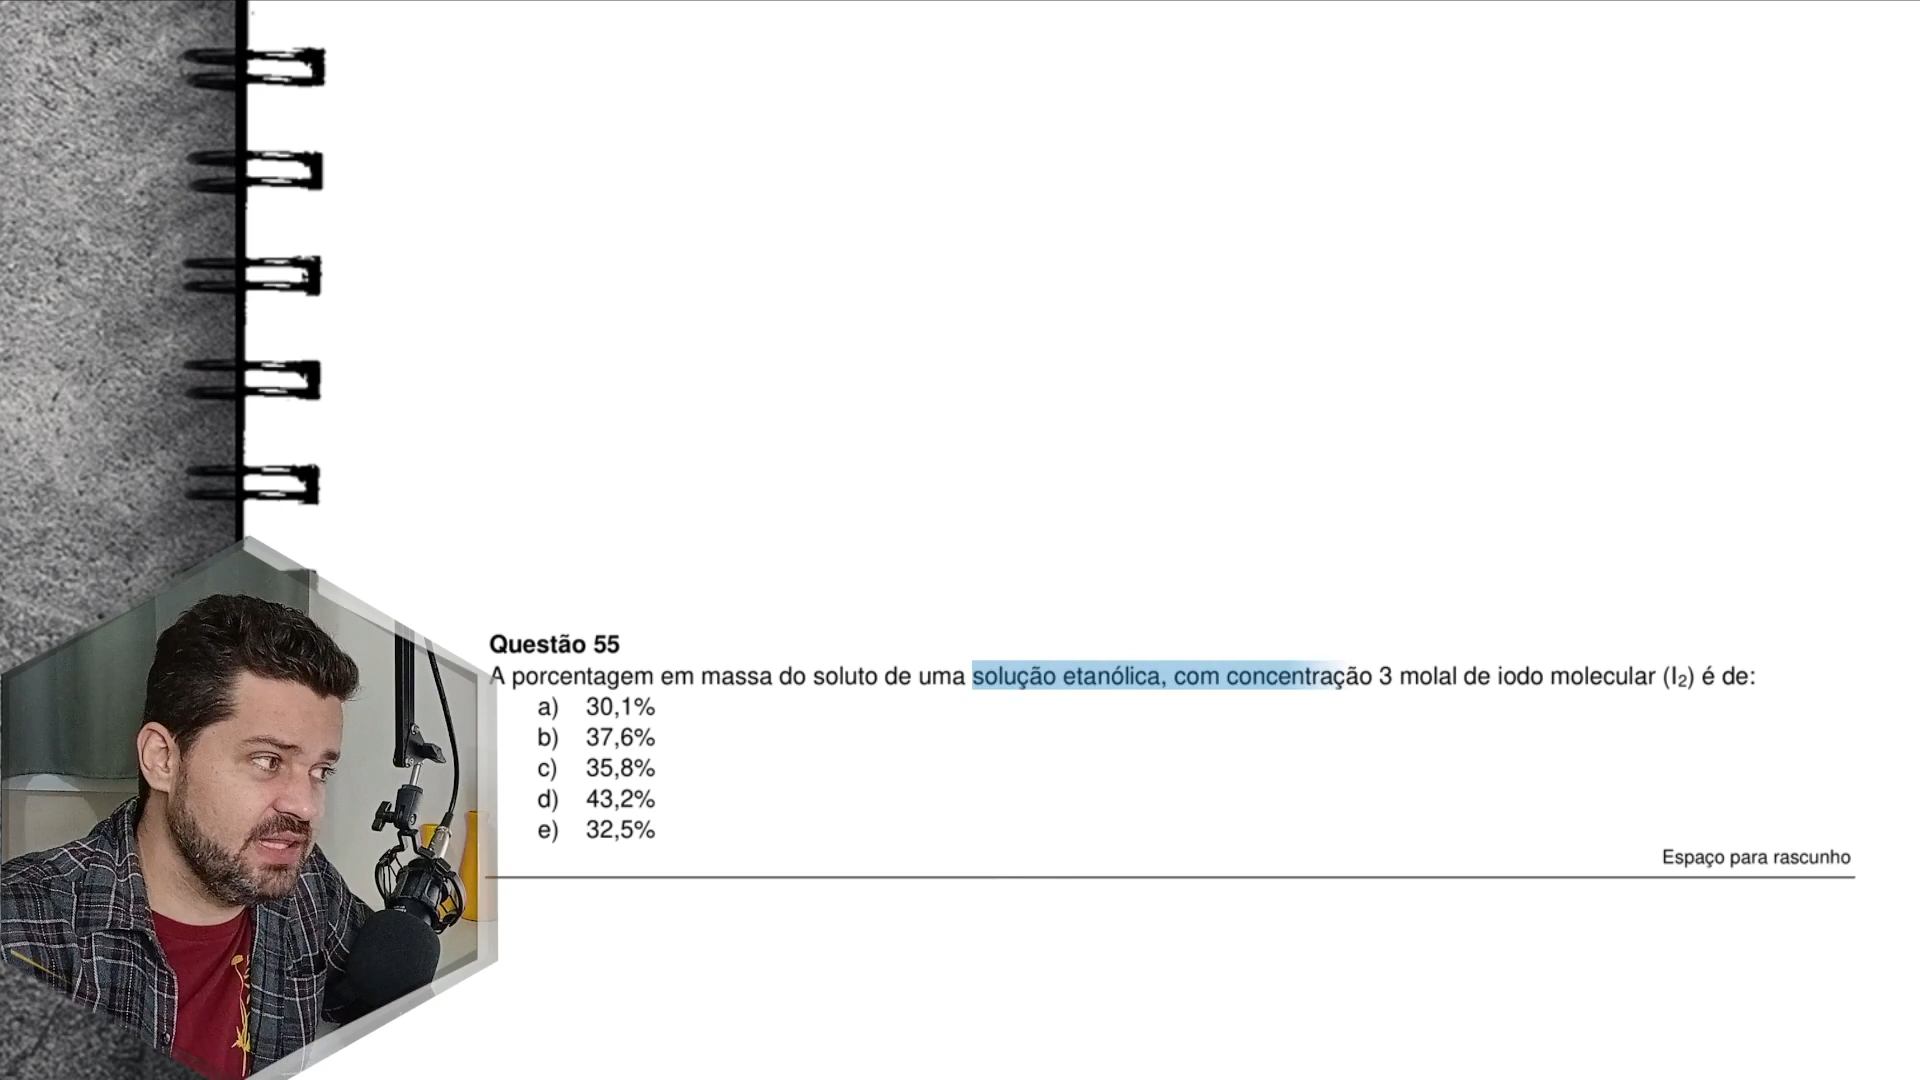 Questão 55
A porcentagem em massa do soluto de uma solução etanólica, com concentração 3 molal de iodo molecular (I₂) é de:
a) 30,1%
b) 37,6%
c) 35,8%
d) 43,2%
e) 32,5%
Espaço para rascunho